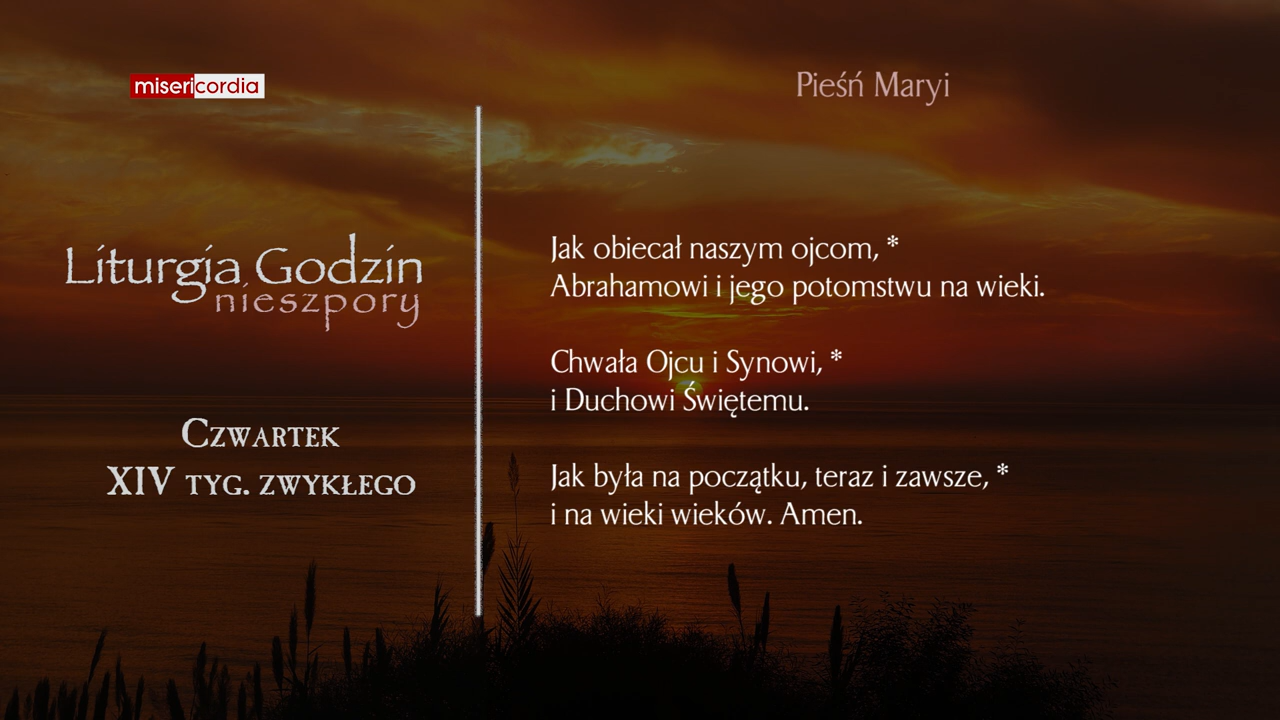 misericordia
Pieśń Maryi
Liturgia Godzin
nieszpory
Czwartek
XIV tyg. zwykłego
Jak obiecał naszym ojcom, *
Abrahamowi i jego potomstwu na wieki.
Chwała Ojcu i Synowi, *
i Duchowi Świętemu.
Jak była na początku, teraz i zawsze, *
i na wieki wieków. Amen.